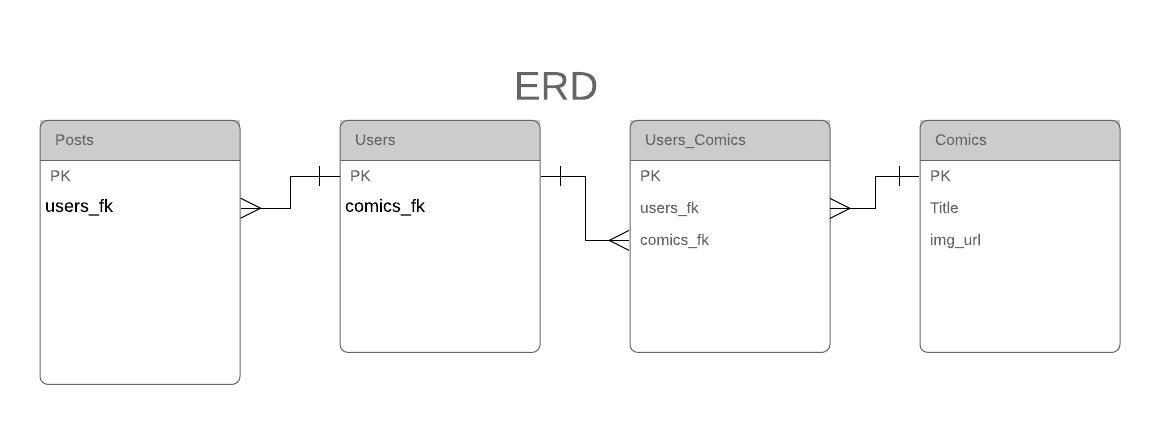 ERD
Posts
PK
users_fk
Users
PK
comics_fk
Users_Comics
PK
users_fk
comics_fk
Comics
PK
Title
img_url